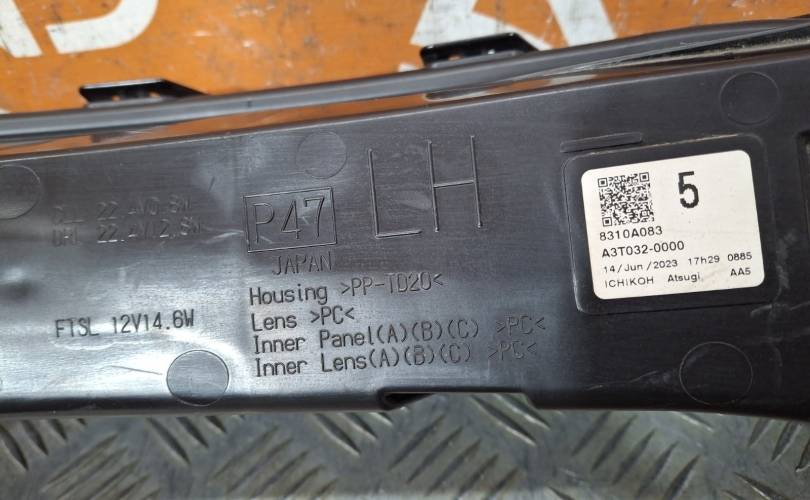 LH
P47
JAPAN
Housing >PP-TD20<
Lens >PC<
Inner Panel(A)(B)(C) >PC<
Inner Lens(A)(B)(C) >PC<
FTSL 12V14.6W
5
8310A083
A3T032-0000
14/Jun/2023 17h29 0885
ICHIKOH Atsugi AA5